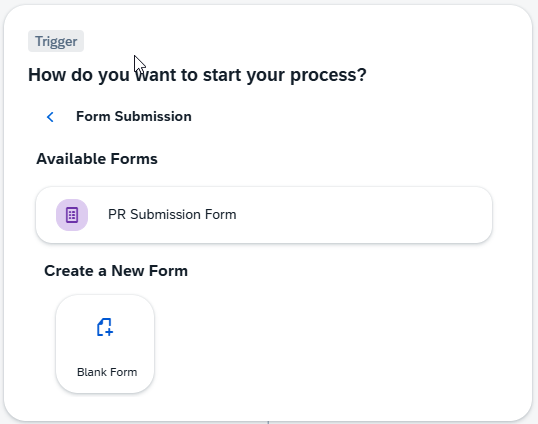 Trigger
How do you want to start your process?
Form Submission
Available Forms
PR Submission Form
Create a New Form
Blank Form